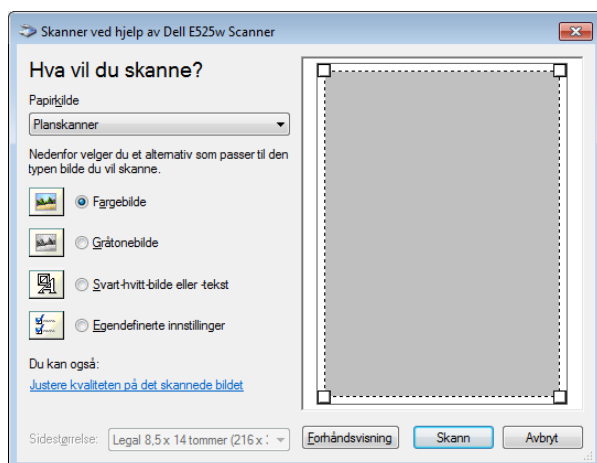 Skanner ved hjelp av Dell E525w Scanner
Hva vil du skanne?
Papirkilde
Planskanner
Nedenfor velger du et alternativ som passer til den
typen bilde du vil skanne.
Fargebilde
Gråtonebilde
Svart-hvitt-bilde eller -tekst
Egendefinerte innstillinger
Du kan også:
Justere kvaliteten på det skannede bildet
Sidestørrelse: Legal 8,5 x 14 tommer (216 x Forhåndsvisning Skann Avbryt